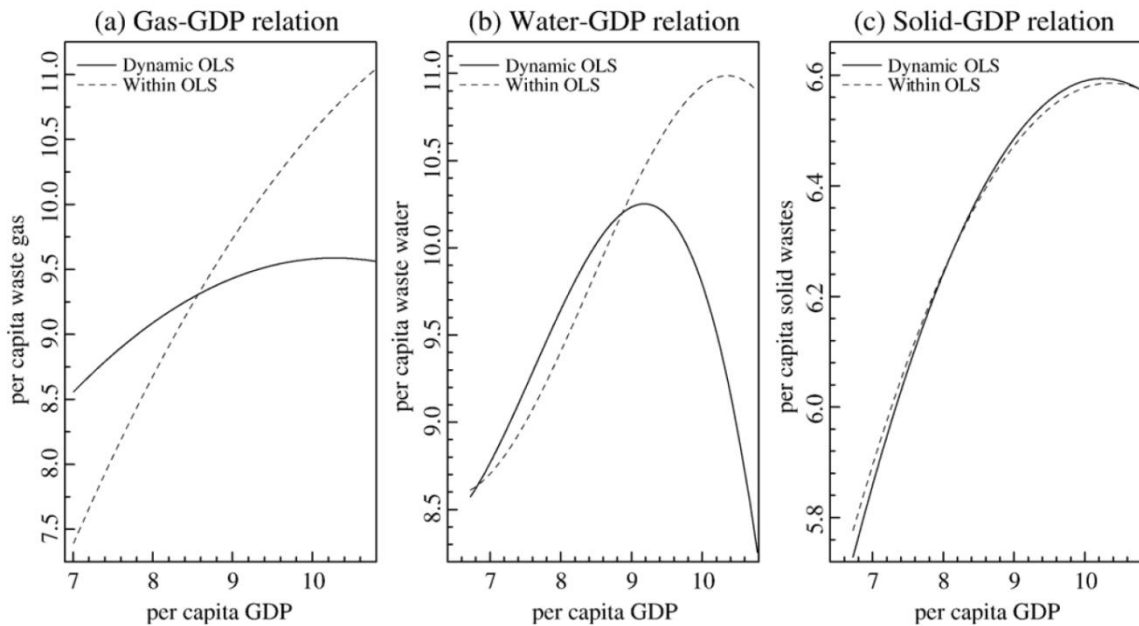 (a) Gas-GDP relation
Dynamic OLS
Within OLS
per capita waste gas
11.0
10.5
10.0
9.5
9.0
8.5
8.0
7.5
7 8 9 10
per capita GDP
(b) Water-GDP relation
Dynamic OLS
Within OLS
per capita waste water
11.0
10.5
10.0
9.5
9.0
8.5
7 8 9 10
per capita GDP
(c) Solid-GDP relation
Dynamic OLS
Within OLS
per capita solid wastes
6.6
6.4
6.2
6.0
5.8
7 8 9 10
per capita GDP